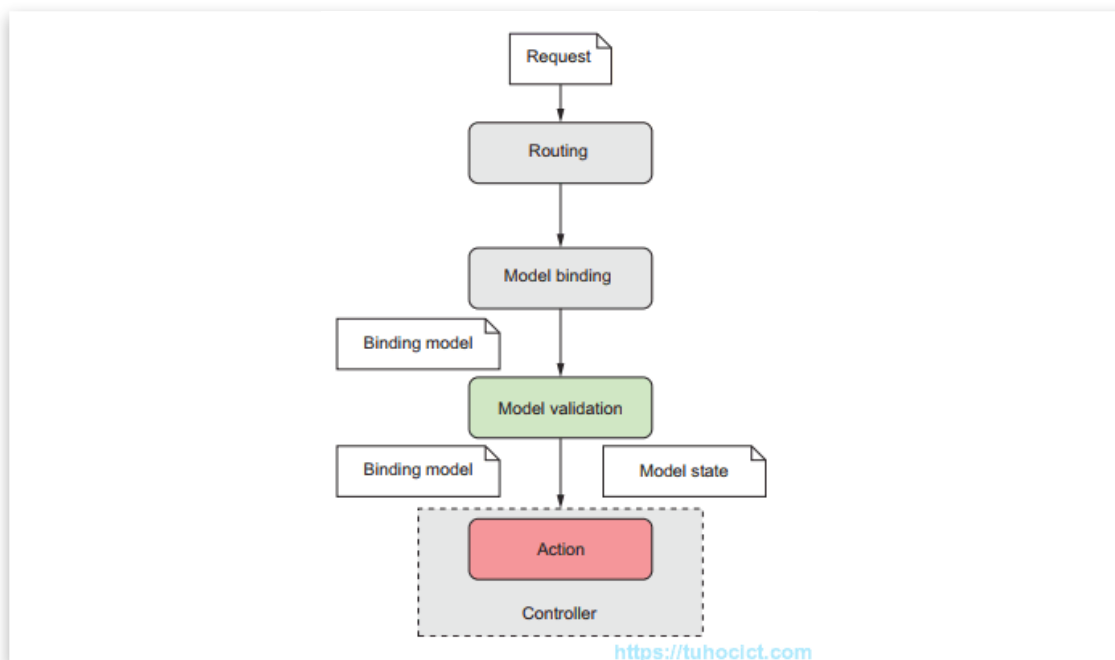 Request
Routing
Model binding
Binding model
Model validation
Binding model
Model state
Action
Controller
https://tuhocict.com